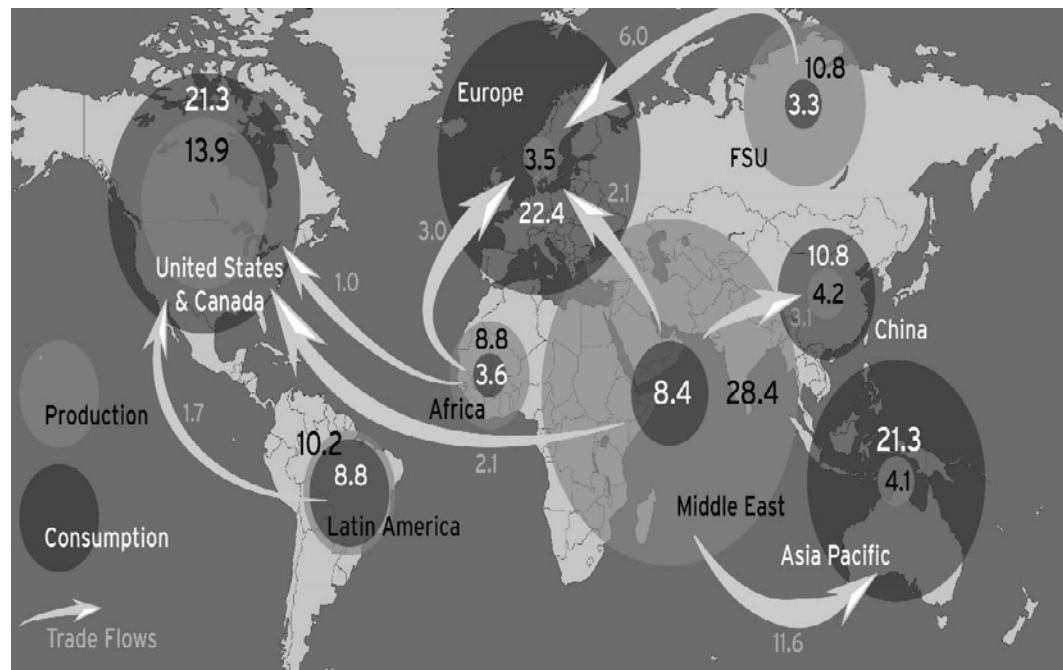 6.0
10.8
3.3
FSU
Europe
3.5
22.4
2.1
3.0
21.3
13.9
United States
& Canada
1.0
10.8
4.2
3.1
China
8.8
3.6
Africa
8.4
28.4
Middle East
Production
1.7
10.2
8.8
Latin America
2.1
21.3
4.1
Asia Pacific
11.6
Consumption
Trade Flows